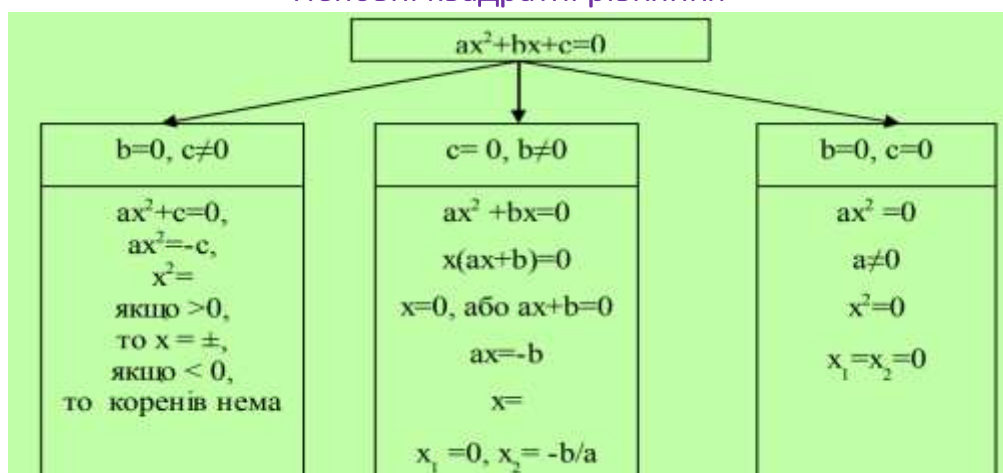 ax²+bx+c=0
b=0, c≠0
ax²+c=0,
ax²=-c,
x²=
якщо >0,
то x = ±,
якщо < 0,
то коренів нема
c= 0, b≠0
ax² +bx=0
x(ax+b)=0
x=0, або ax+b=0
ax=-b
x=
x₁ =0, x₂= -b/a
b=0, c=0
ax² =0
a≠0
x²=0
x₁=x₂=0